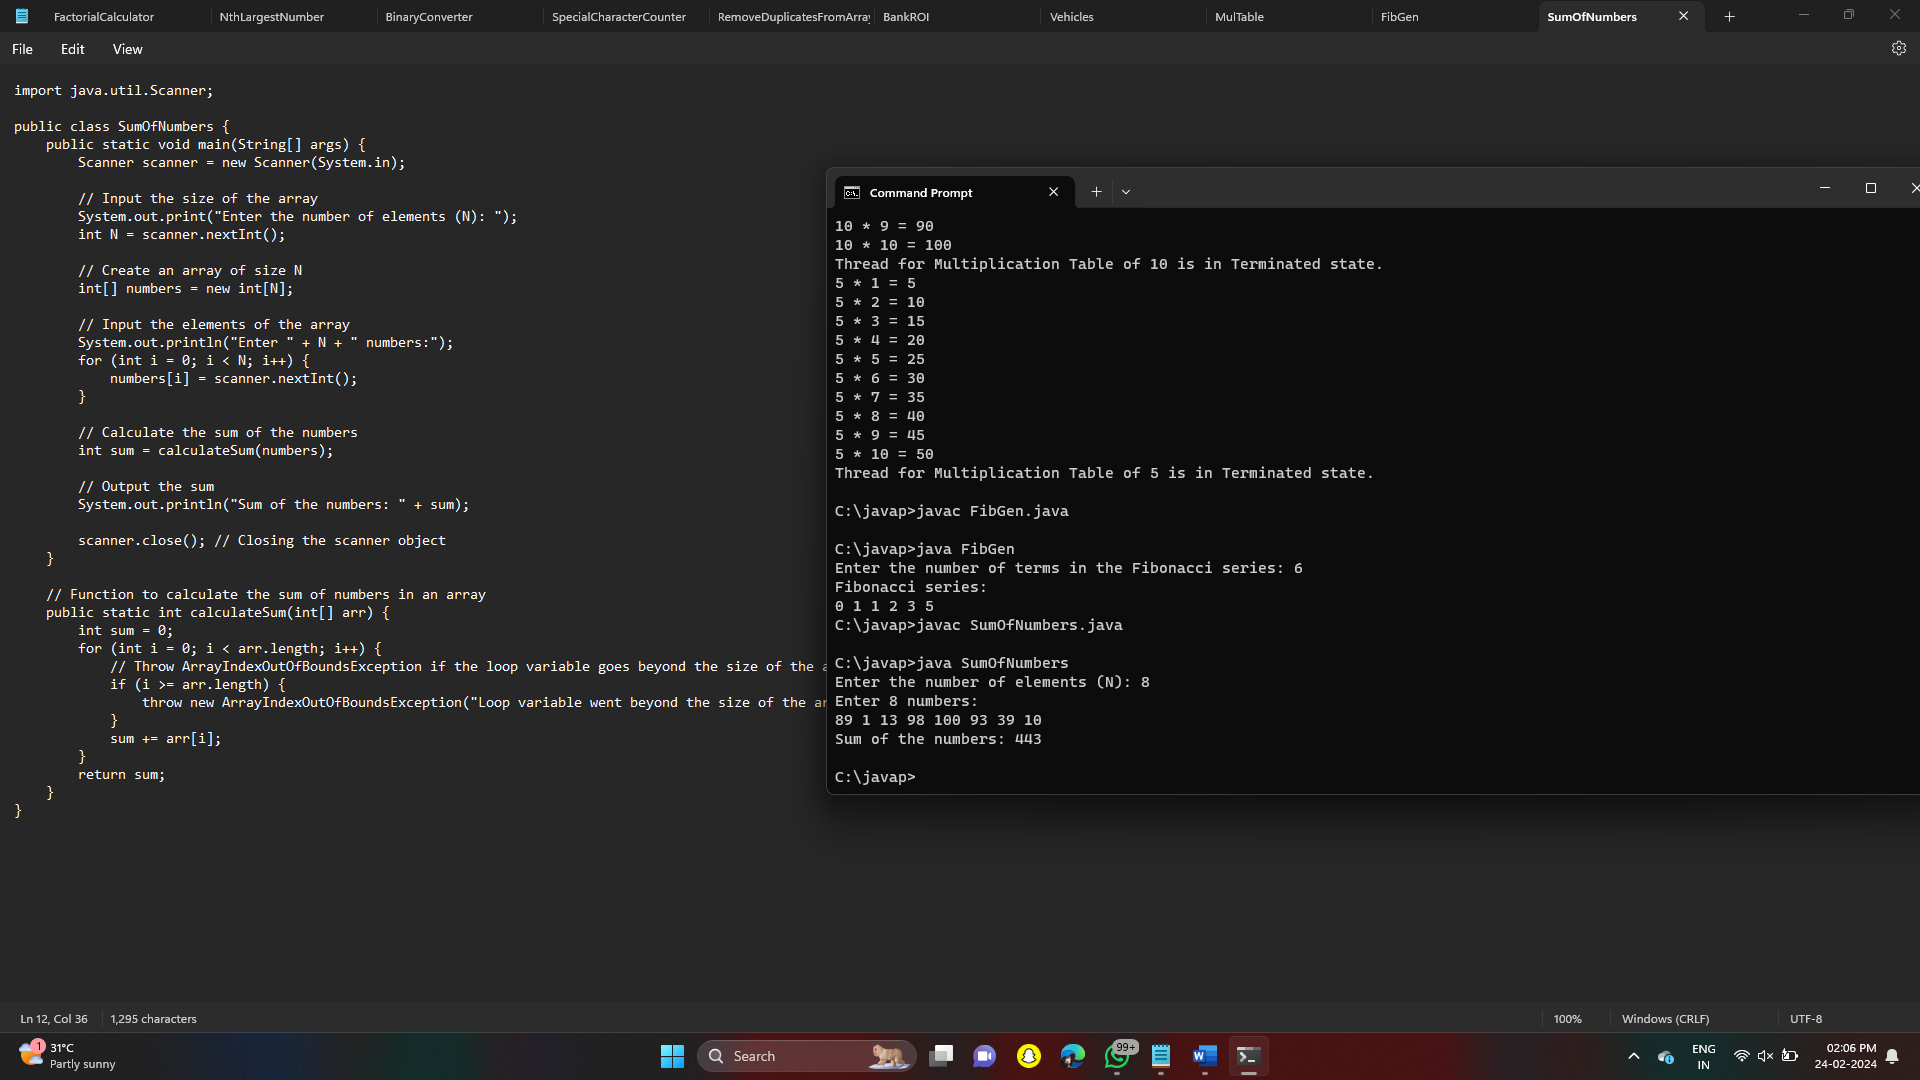 FactorialCalculator
NthLargestNumber
BinaryConverter
SpecialCharacterCounter
RemoveDuplicatesFromArray
BankROI
Vehicles
MulTable
FibGen
SumOfNumbers
File
Edit
View
import java.util.Scanner;
public class SumOfNumbers {
public static void main(String[] args) {
Scanner scanner = new Scanner(System.in);
// Input the size of the array
System.out.print("Enter the number of elements (N): ");
int N = scanner.nextInt();
// Create an array of size N
int[] numbers = new int[N];
// Input the elements of the array
System.out.println("Enter " + N + " numbers:");
for (int i = 0; i < N; i++) {
numbers[i] = scanner.nextInt();
}
// Calculate the sum of the numbers
int sum = calculateSum(numbers);
// Output the sum
System.out.println("Sum of the numbers: " + sum);
scanner.close(); // Closing the scanner object
}
// Function to calculate the sum of numbers in an array
public static int calculateSum(int[] arr) {
int sum = 0;
for (int i = 0; i < arr.length; i++) {
// Throw ArrayIndexOutOfBoundsException if the loop variable goes beyond the size of the
if (i >= arr.length) {
throw new ArrayIndexOutOfBoundsException("Loop variable went beyond the size of the
}
sum += arr[i];
}
return sum;
}
}
Command Prompt
10 * 9 = 90
10 * 10 = 100
Thread for Multiplication Table of 10 is in Terminated state.
5 * 1 = 5
5 * 2 = 10
5 * 3 = 15
5 * 4 = 20
5 * 5 = 25
5 * 6 = 30
5 * 7 = 35
5 * 8 = 40
5 * 9 = 45
5 * 10 = 50
Thread for Multiplication Table of 5 is in Terminated state.
C:\javap>javac FibGen.java
C:\javap>java FibGen
Enter the number of terms in the Fibonacci series: 6
Fibonacci series:
0 1 1 2 3 5
C:\javap>javac SumOfNumbers.java
C:\javap>java SumOfNumbers
Enter the number of elements (N): 8
Enter 8 numbers:
89 1 13 98 100 93 39 10
Sum of the numbers: 443
C:\javap>
Ln 12, Col 36
1,295 characters
100%
Windows (CRLF)
UTF-8
1
31°C
Partly sunny
Search
99+
ENG
IN
02:06 PM
24-02-2024